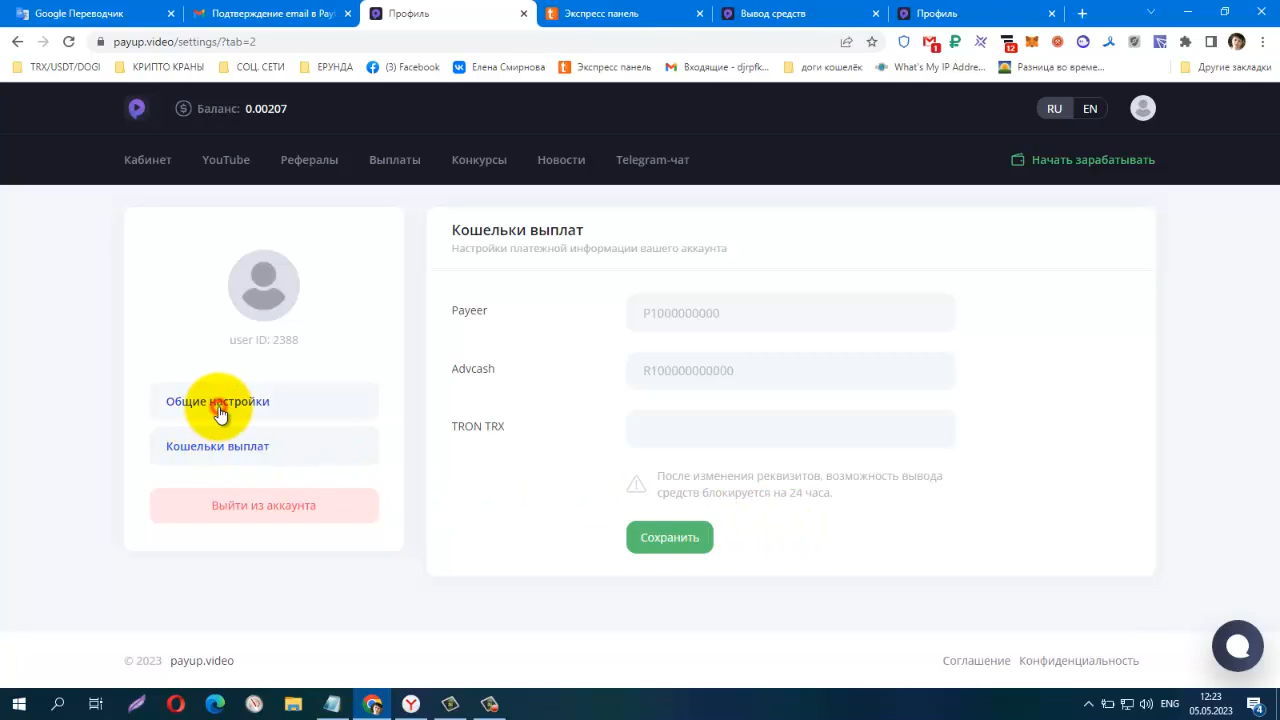 Google Переводчик
Подтверждение email в Pay
Профиль
Экспресс панель
Вывод средств
Профиль
payup.video/settings/?tab=2
1
12
TRX/USDT/DOGI
КРИПТО КРАНЫ
СОЦ. СЕТИ
ЕРУНДА
(3) Facebook
Елена Смирнова
Экспресс панель
Входящие – djrpfk...
доги кошелёк
What's My IP Addre...
Разница во време...
Другие закладки
Баланс: 0.00207
RU
EN
Кабинет
YouTube
Рефералы
Выплаты
Конкурсы
Новости
Telegram-чат
Начать зарабатывать
user ID: 2388
Общие настройки
Кошельки выплат
Выйти из аккаунта
Кошельки выплат
Настройки платежной информации вашего аккаунта
Payeer
P1000000000
Advcash
R100000000000
TRON TRX
После изменения реквизитов, возможность вывода
средств блокируется на 24 часа.
Сохранить
© 2023 payup.video
Соглашение
Конфиденциальность
ENG
12:23
05.05.2023
4